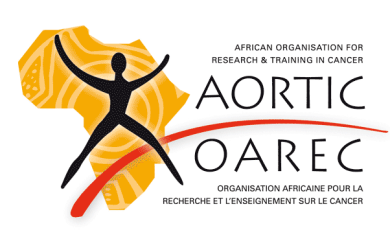 AFRICAN ORGANISATION FOR
RESEARCH & TRAINING IN CANCER
AORTIC
OAREC
ORGANISATION AFRICAINE POUR LA
RECHERCHE ET L'ENSEIGNEMENT SUR LE CANCER